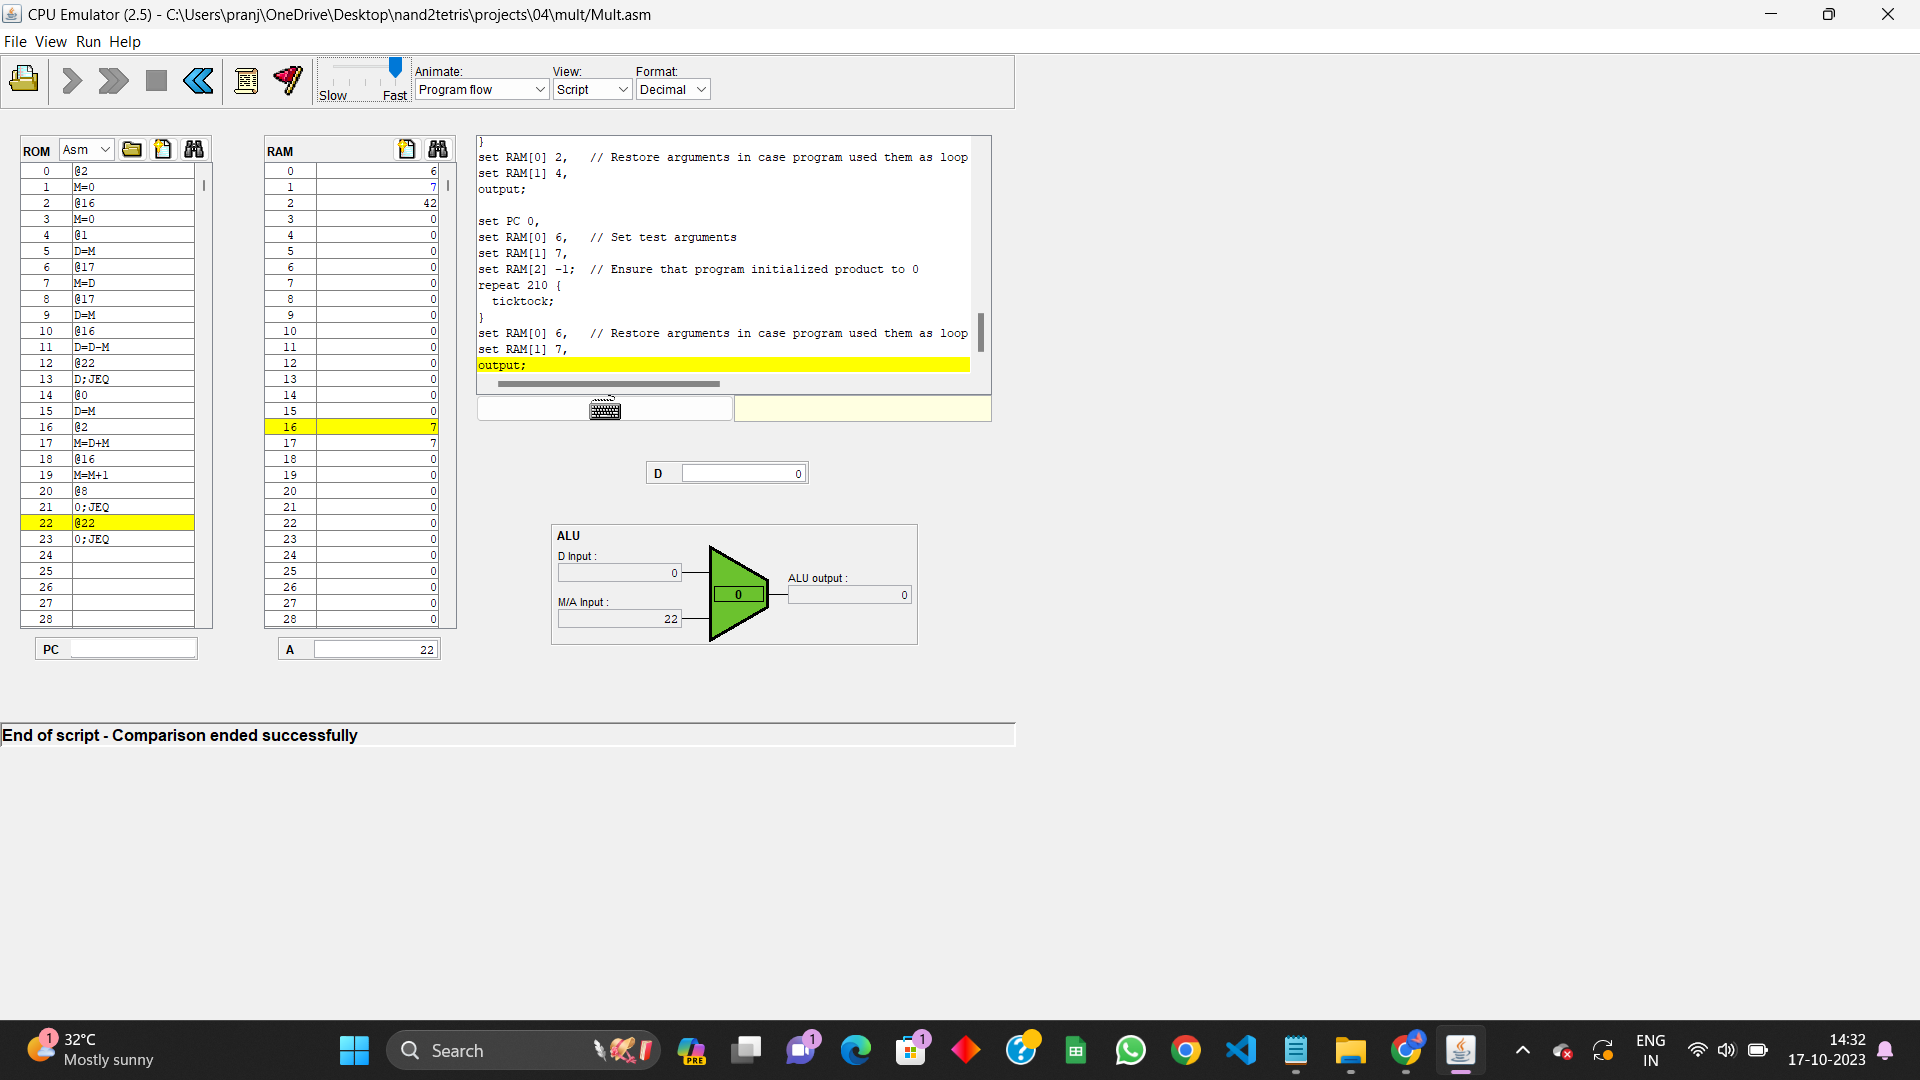 CPU Emulator (2.5) - C:\Users\pranj\OneDrive\Desktop\nand2tetris\projects\04\mult/Mult.asm
File View Run Help
Slow Fast
Animate:
Program flow
View:
Script
Format:
Decimal
ROM Asm
0 @2
1 M=0
2 @16
3 M=0
4 @1
5 D=M
6 @17
7 M=D
8 @17
9 D=M
10 @16
11 D=D-M
12 @22
13 D;JEQ
14 @0
15 D=M
16 @2
17 M=D+M
18 @16
19 M=M+1
20 @8
21 0;JEQ
22 @22
23 0;JEQ
24
25
26
27
28
PC
RAM
0 6
1 7
2 42
3 0
4 0
5 0
6 0
7 0
8 0
9 0
10 0
11 0
12 0
13 0
14 0
15 0
16 7
17 7
18 0
19 0
20 0
21 0
22 0
23 0
24 0
25 0
26 0
27 0
28 0
A 22
}
set RAM[0] 2,   // Restore arguments in case program used them as loop
set RAM[1] 4,
output;
set PC 0,
set RAM[0] 6,   // Set test arguments
set RAM[1] 7,
set RAM[2] -1;  // Ensure that program initialized product to 0
repeat 210 {
  ticktock;
}
set RAM[0] 6,   // Restore arguments in case program used them as loop
set RAM[1] 7,
output;
D 0
ALU
D Input :
0
M/A Input :
22
0
ALU output :
0
End of script - Comparison ended successfully
1
32°C
Mostly sunny
Search
PRE
1
1
ENG
IN
14:32
17-10-2023